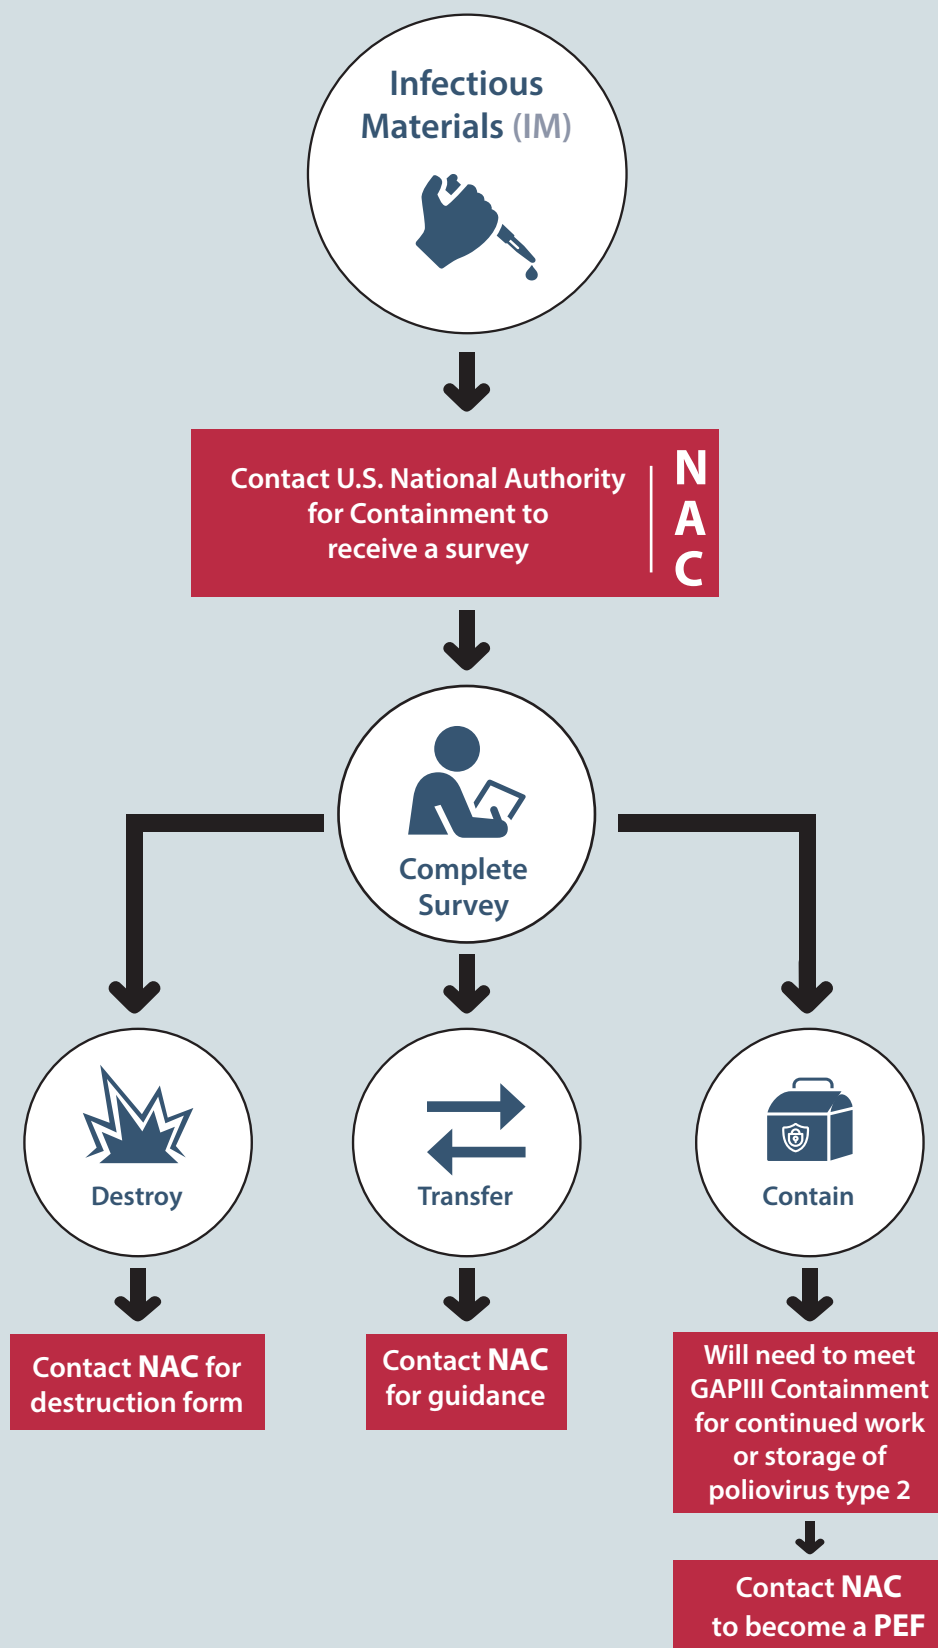 Infectious
Materials (IM)
Contact U.S. National Authority
for Containment to
receive a survey
N
A
C
Complete
Survey
Destroy
Transfer
Contain
Contact NAC for
destruction form
Contact NAC
for guidance
Will need to meet
GAPIII Containment
for continued work
or storage of
poliovirus type 2
Contact NAC
to become a PEF